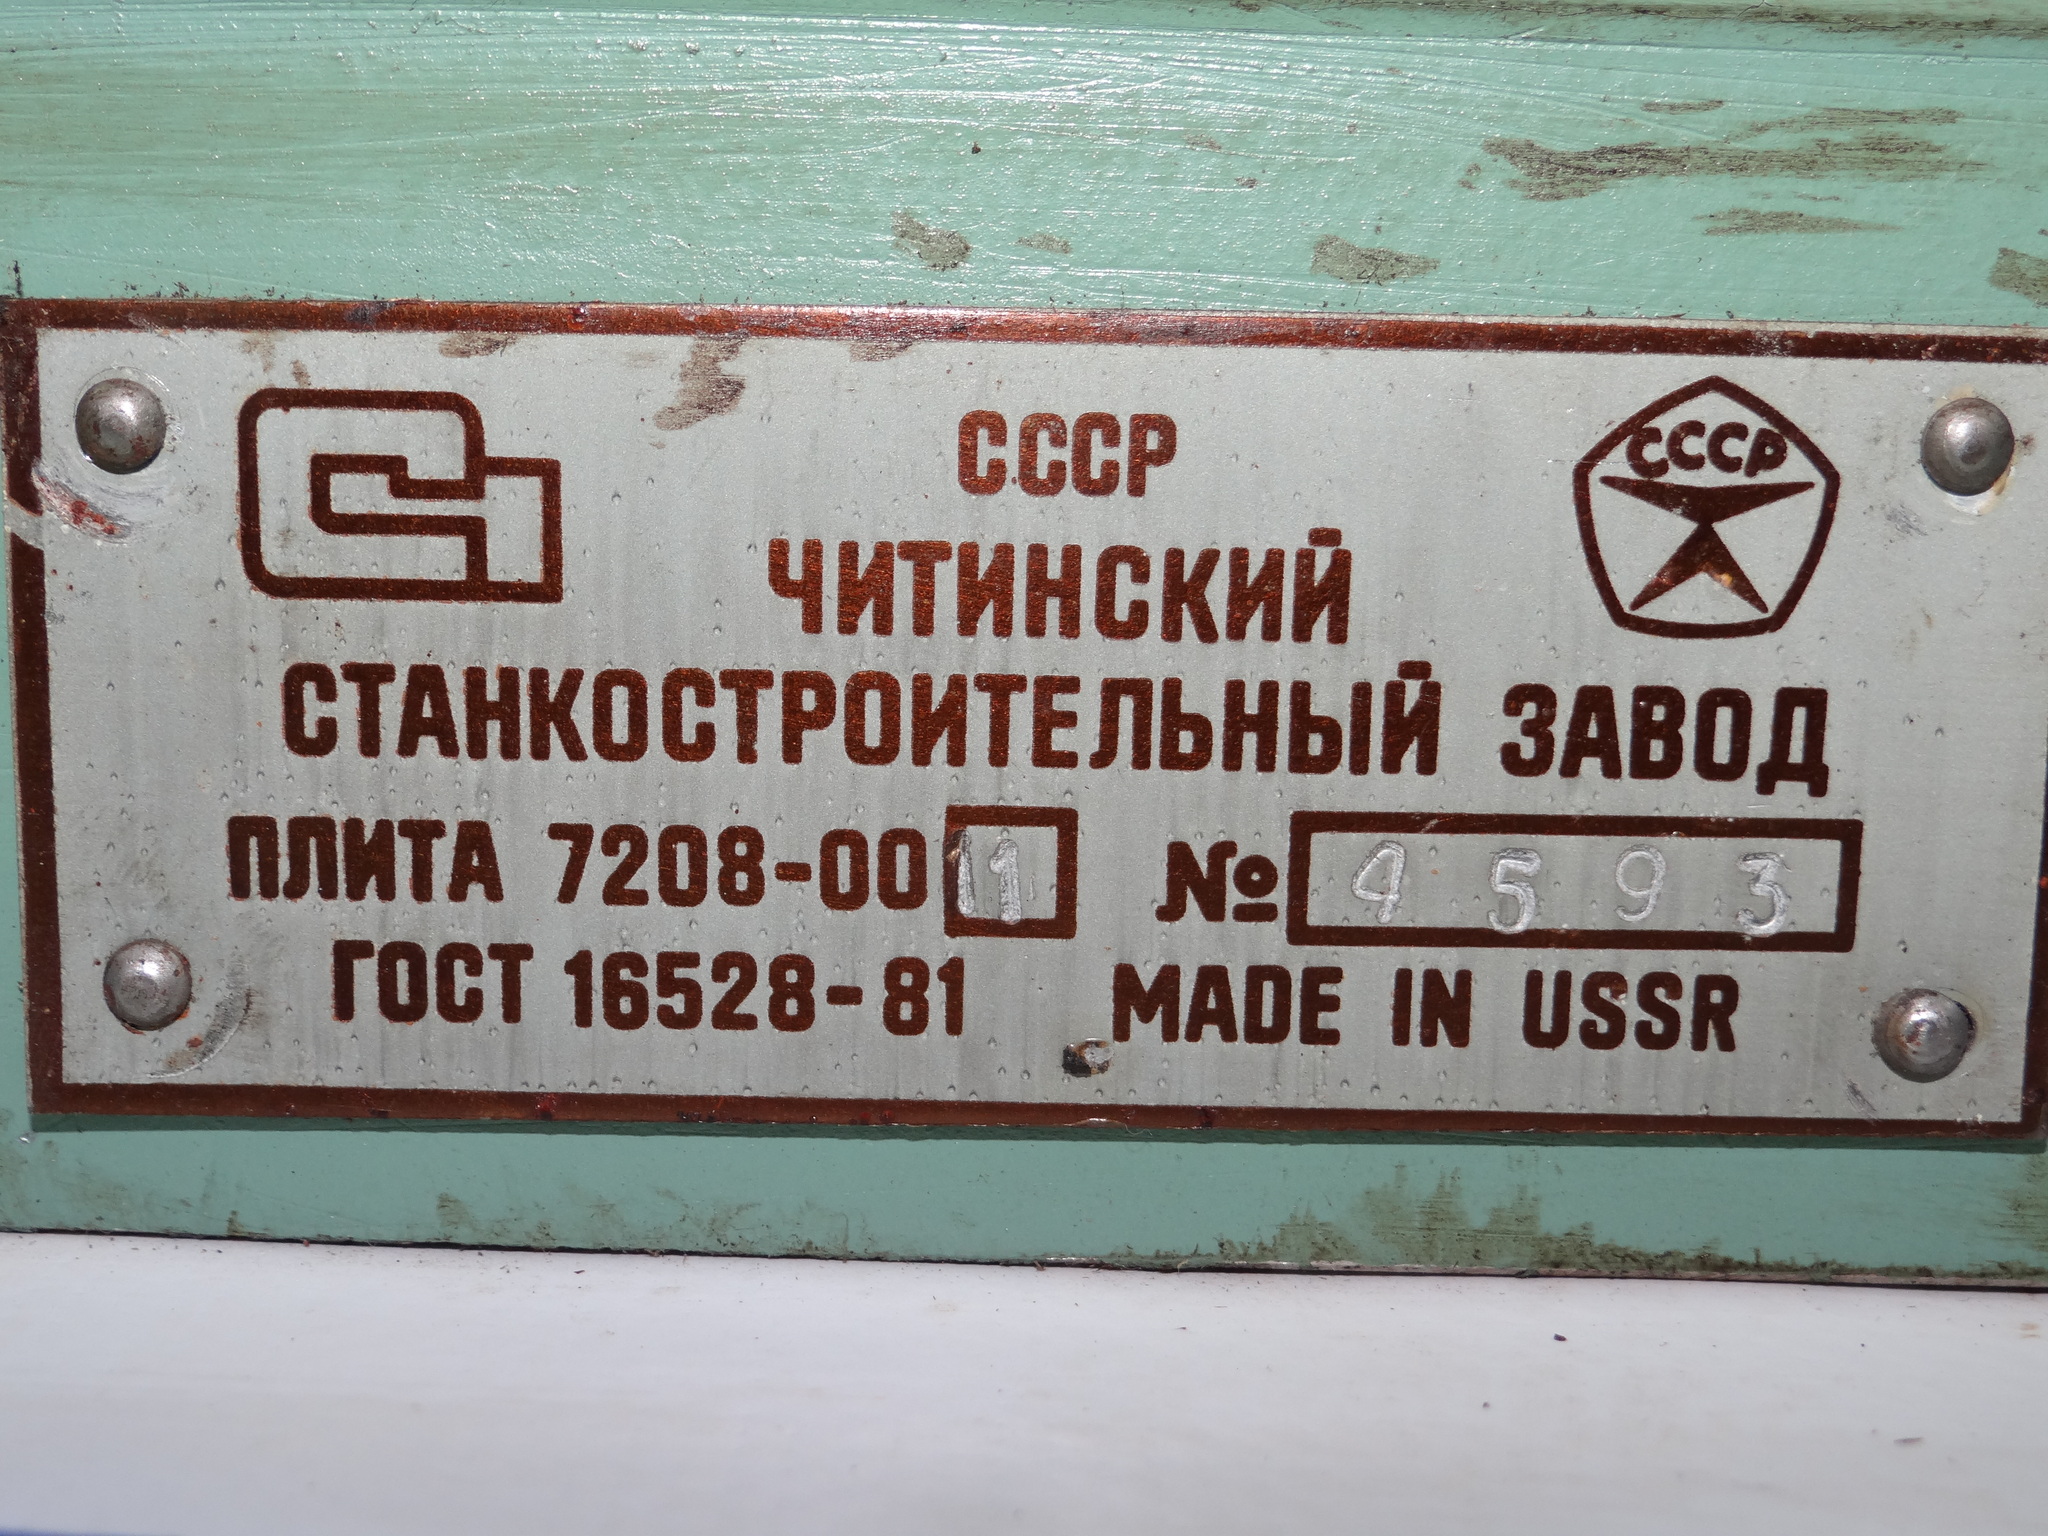 СССР
СССР
ЧИТИНСКИЙ
СТАНКОСТРОИТЕЛЬНЫЙ ЗАВОД
ПЛИТА 7208-0011 № 4593
ГОСТ 16528-81 MADE IN USSR